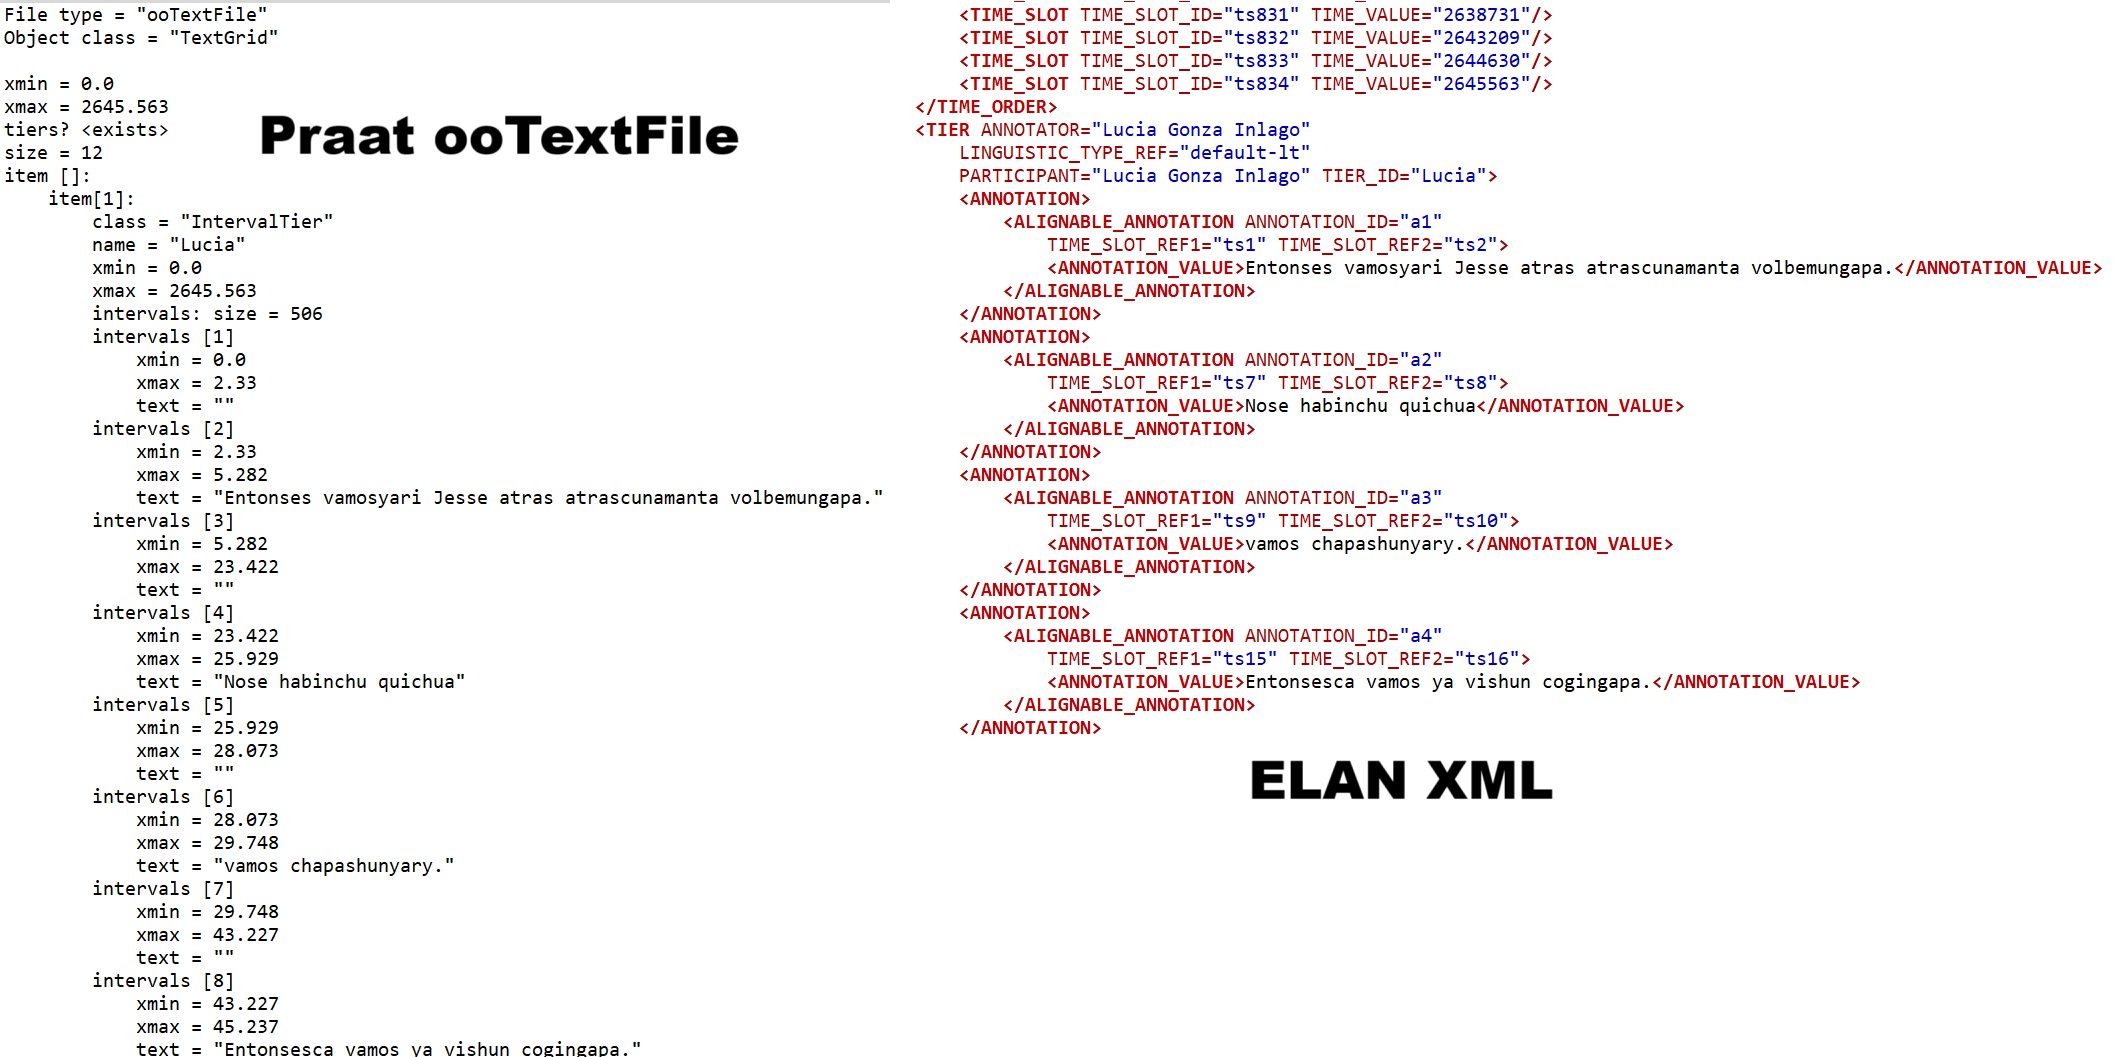 File type = "ooTextFile"
Object class = "TextGrid"
xmin = 0.0
xmax = 2645.563
tiers? <exists>
size = 12
item []:
item[1]:
class = "IntervalTier"
name = "Lucia"
xmin = 0.0
xmax = 2645.563
intervals: size = 506
intervals [1]
xmin = 0.0
xmax = 2.33
text = ""
intervals [2]
xmin = 2.33
xmax = 5.282
text = "Entonses vamosyari Jesse atras atrascunamanta volbemungapa."
intervals [3]
xmin = 5.282
xmax = 23.422
text = ""
intervals [4]
xmin = 23.422
xmax = 25.929
text = "Nose habinchu quichua"
intervals [5]
xmin = 25.929
xmax = 28.073
text = ""
intervals [6]
xmin = 28.073
xmax = 29.748
text = "vamos chapashunyary."
intervals [7]
xmin = 29.748
xmax = 43.227
text = ""
intervals [8]
xmin = 43.227
xmax = 45.237
text = "Entonsesca vamos ya vishun cogingapa."
Praat ooTextFile
<TIME_SLOT TIME_SLOT_ID="ts831" TIME_VALUE="2638731"/>
<TIME_SLOT TIME_SLOT_ID="ts832" TIME_VALUE="2643209"/>
<TIME_SLOT TIME_SLOT_ID="ts833" TIME_VALUE="2644630"/>
<TIME_SLOT TIME_SLOT_ID="ts834" TIME_VALUE="2645563"/>
</TIME_ORDER>
<TIER ANNOTATOR="Lucia Gonza Inlago"
LINGUISTIC_TYPE_REF="default-lt"
PARTICIPANT="Lucia Gonza Inlago" TIER_ID="Lucia">
<ANNOTATION>
<ALIGNABLE_ANNOTATION ANNOTATION_ID="a1"
TIME_SLOT_REF1="ts1" TIME_SLOT_REF2="ts2">
<ANNOTATION_VALUE>Entonses vamosyari Jesse atras atrascunamanta volbemungapa.</ANNOTATION_VALUE>
</ALIGNABLE_ANNOTATION>
</ANNOTATION>
<ANNOTATION>
<ALIGNABLE_ANNOTATION ANNOTATION_ID="a2"
TIME_SLOT_REF1="ts7" TIME_SLOT_REF2="ts8">
<ANNOTATION_VALUE>Nose habinchu quichua</ANNOTATION_VALUE>
</ALIGNABLE_ANNOTATION>
</ANNOTATION>
<ANNOTATION>
<ALIGNABLE_ANNOTATION ANNOTATION_ID="a3"
TIME_SLOT_REF1="ts9" TIME_SLOT_REF2="ts10">
<ANNOTATION_VALUE>vamos chapashunyary.</ANNOTATION_VALUE>
</ALIGNABLE_ANNOTATION>
</ANNOTATION>
<ANNOTATION>
<ALIGNABLE_ANNOTATION ANNOTATION_ID="a4"
TIME_SLOT_REF1="ts15" TIME_SLOT_REF2="ts16">
<ANNOTATION_VALUE>Entonsesca vamos ya vishun cogingapa.</ANNOTATION_VALUE>
</ALIGNABLE_ANNOTATION>
</ANNOTATION>
ELAN XML